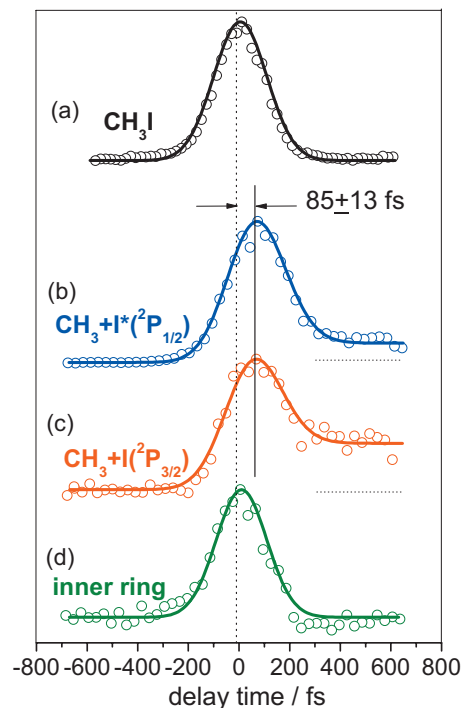 (a)
CH₃I
85±13 fs
(b)
CH₃+I*(²P₁/₂)
(c)
CH₃+I(²P₃/₂)
(d)
inner ring
-800 -600 -400 -200 0 200 400 600 800
delay time / fs